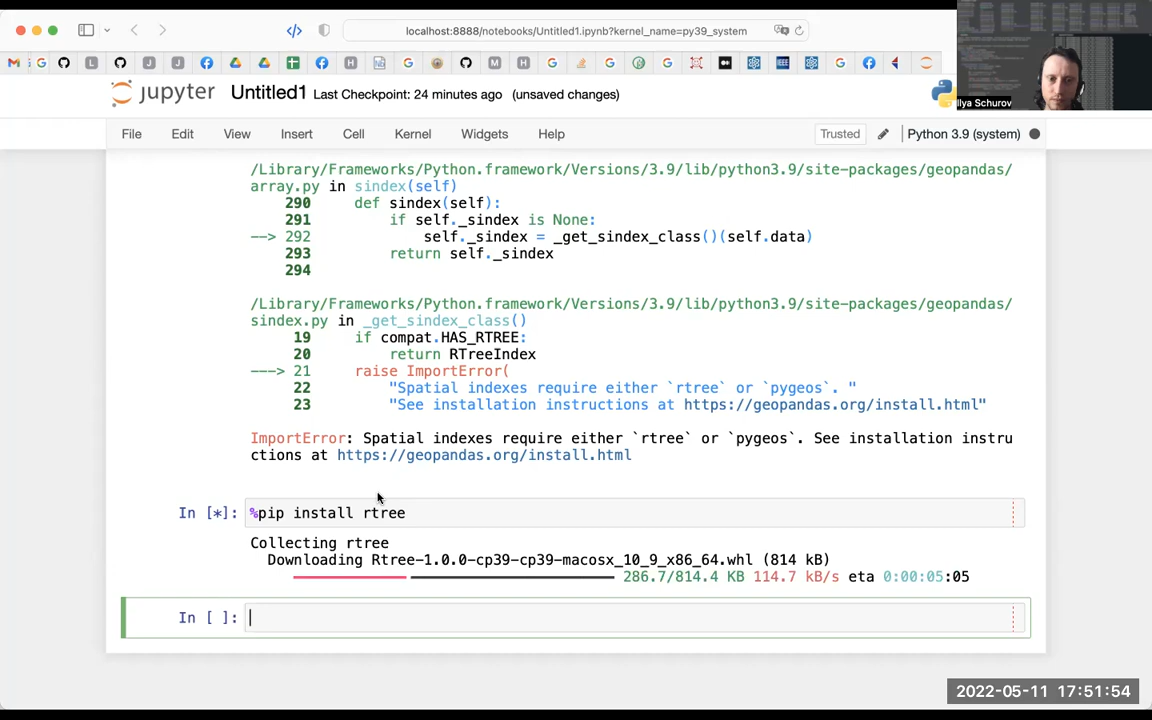 localhost:8888/notebooks/Untitled1.ipynb?kernel_name=py39_system
jupyter Untitled1 Last Checkpoint: 24 minutes ago (unsaved changes)
Ilya Schurov
File Edit View Insert Cell Kernel Widgets Help Trusted Python 3.9 (system)
/Library/Frameworks/Python.framework/Versions/3.9/lib/python3.9/site-packages/geopandas/
array.py in sindex(self)
290 def sindex(self):
291 if self._sindex is None:
--> 292 self._sindex = _get_sindex_class()(self.data)
293 return self._sindex
294
/Library/Frameworks/Python.framework/Versions/3.9/lib/python3.9/site-packages/geopandas/
sindex.py in _get_sindex_class()
19 if compat.HAS_RTREE:
20 return RTreeIndex
---> 21 raise ImportError(
22 "Spatial indexes require either `rtree` or `pygeos`. "
23 "See installation instructions at https://geopandas.org/install.html"
ImportError: Spatial indexes require either `rtree` or `pygeos`. See installation instru
ctions at https://geopandas.org/install.html
In [*]: %pip install rtree
Collecting rtree
Downloading Rtree-1.0.0-cp39-cp39-macosx_10_9_x86_64.whl (814 kB)
286.7/814.4 KB 114.7 kB/s eta 0:00:05:05
In [ ]:
2022-05-11 17:51:54